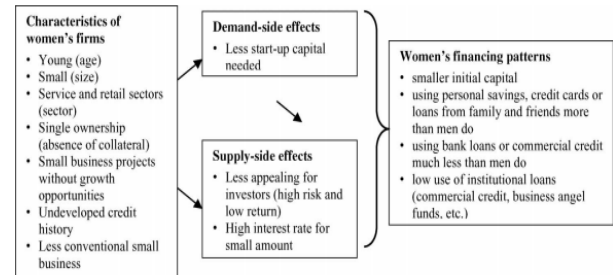 Characteristics of
women's firms
• Young (age)
• Small (size)
• Service and retail sectors
(sector)
• Single ownership
(absence of collateral)
• Small business projects
without growth
opportunities
• Undeveloped credit
history
• Less conventional small
business
Demand-side effects
• Less start-up capital
needed
Supply-side effects
• Less appealing for
investors (high risk and
low return)
• High interest rate for
small amount
Women's financing patterns
• smaller initial capital
• using personal savings, credit cards or
loans from family and friends more
than men do
• using bank loans or commercial credit
much less than men do
• low use of institutional loans
(commercial credit, business angel
funds, etc.)